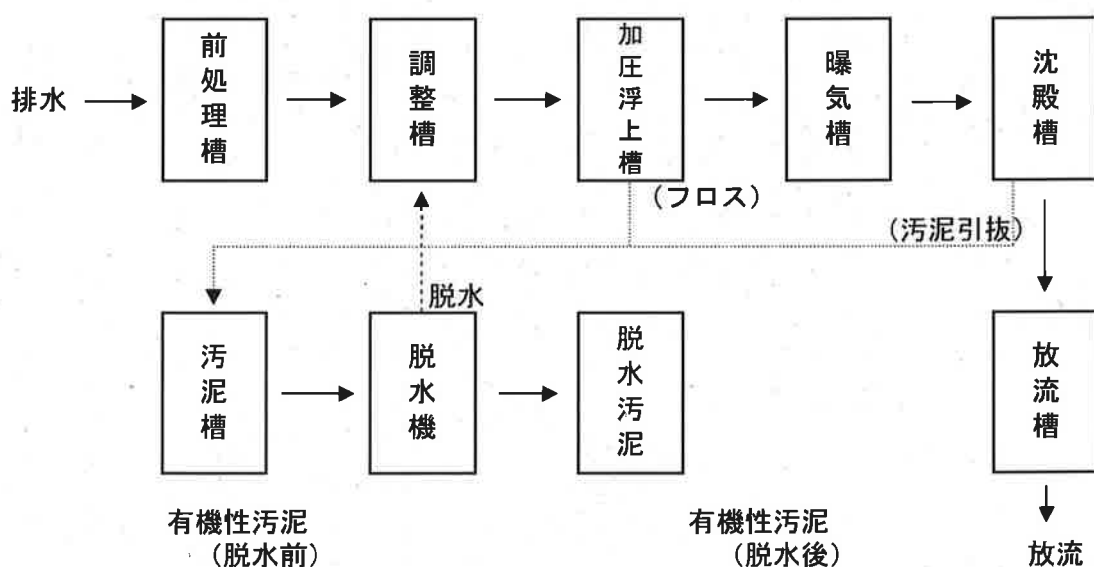 排水
前処理槽
調整槽
加圧浮上槽
曝気槽
沈殿槽
(フロス)
(汚泥引抜)
脱水
汚泥槽
脱水機
脱水汚泥
放流槽
有機性汚泥
(脱水前)
有機性汚泥
(脱水後)
放流